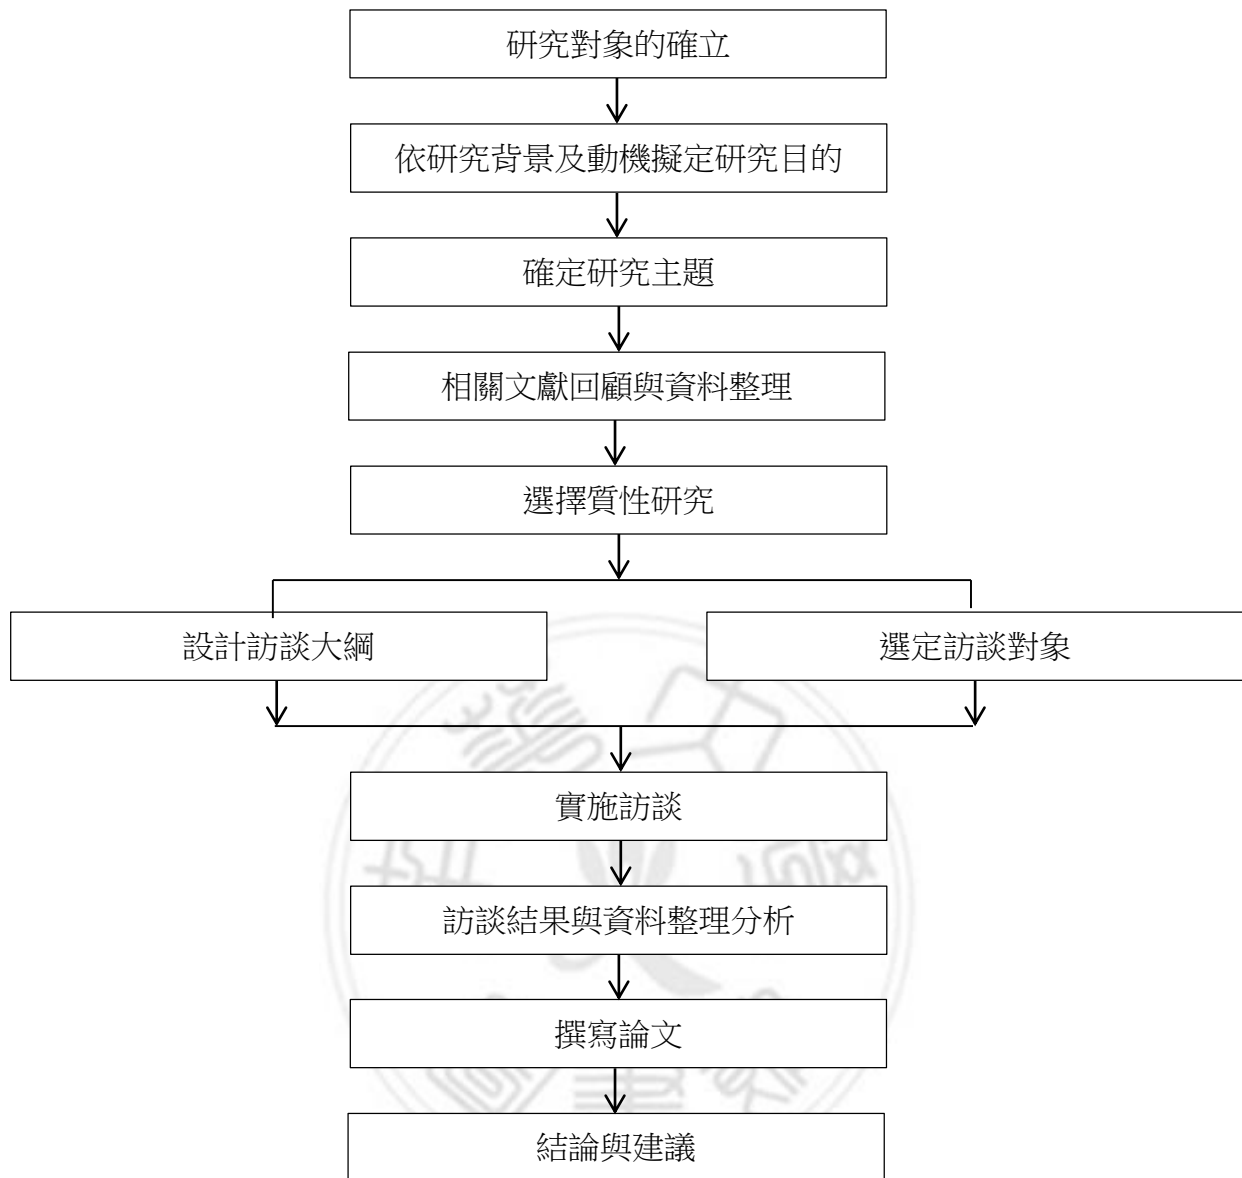 研究對象的確立
依研究背景及動機擬定研究目的
確定研究主題
相關文獻回顧與資料整理
選擇質性研究
設計訪談大綱
選定訪談對象
實施訪談
訪談結果與資料整理分析
撰寫論文
結論與建議